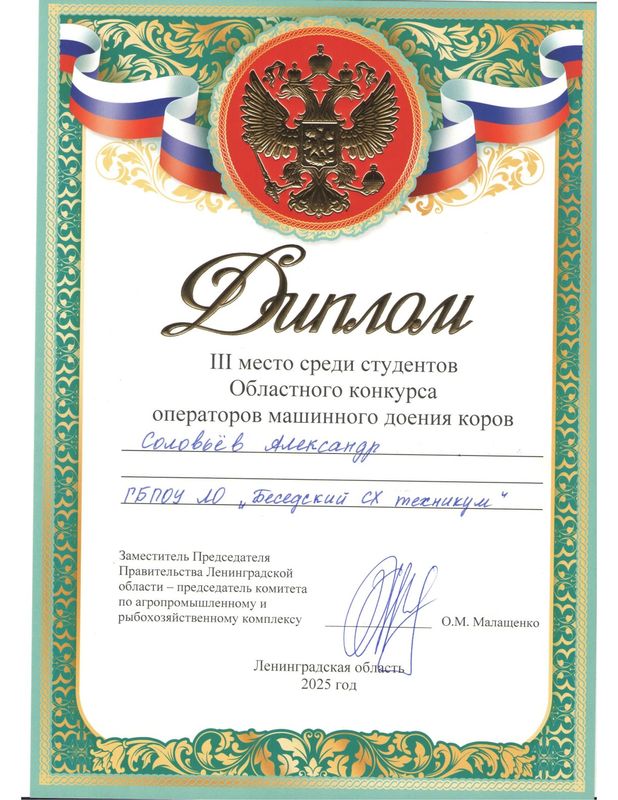 Диплом
III место среди студентов
Областного конкурса
операторов машинного доения коров
Соловьёв Александр
ГБПОУ ЛО „Беседский СХ техникум“
Заместитель Председателя
Правительства Ленинградской
области – председатель комитета
по агропромышленному и
рыбохозяйственному комплексу
О.М. Малащенко
Ленинградская область
2025 год